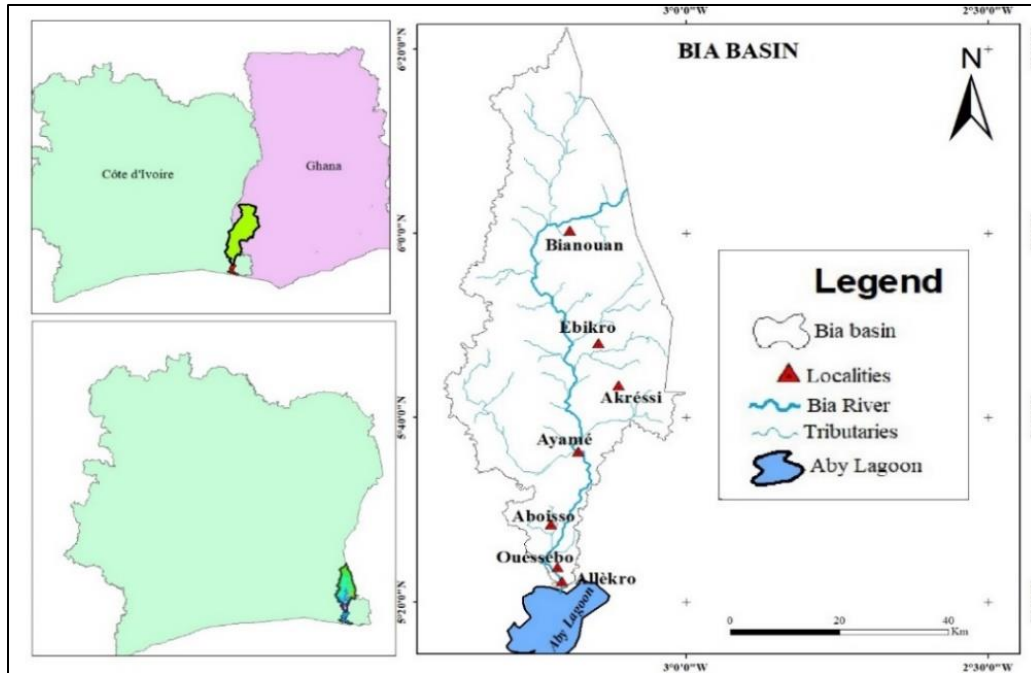 Côte d'Ivoire
Ghana
3°0'0"W
2°30'0"W
BIA BASIN
N
6°20'0"N
6°0'0"N
5°40'0"N
5°20'0"N
Bianouan
Ebikro
Akréssi
Ayamé
Aboisso
Ouéssébo
Allèkro
Aby Lagoon
Legend
Bia basin
Localities
Bia River
Tributaries
Aby Lagoon
0 20 40
Km
3°0'0"W
2°30'0"W